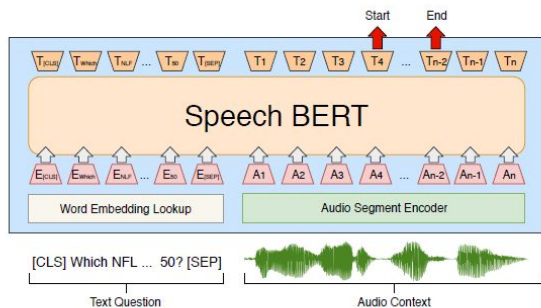 Start End
T[CLS] TWhich TNLF ... T50 T[SEP] T1 T2 T3 T4 ... Tn-2 Tn-1 Tn
Speech BERT
E[CLS] EWhich ENLF ... E50 E[SEP] A1 A2 A3 A4 ... An-2 An-1 An
Word Embedding Lookup Audio Segment Encoder
[CLS] Which NFL ... 50? [SEP]
Text Question Audio Context